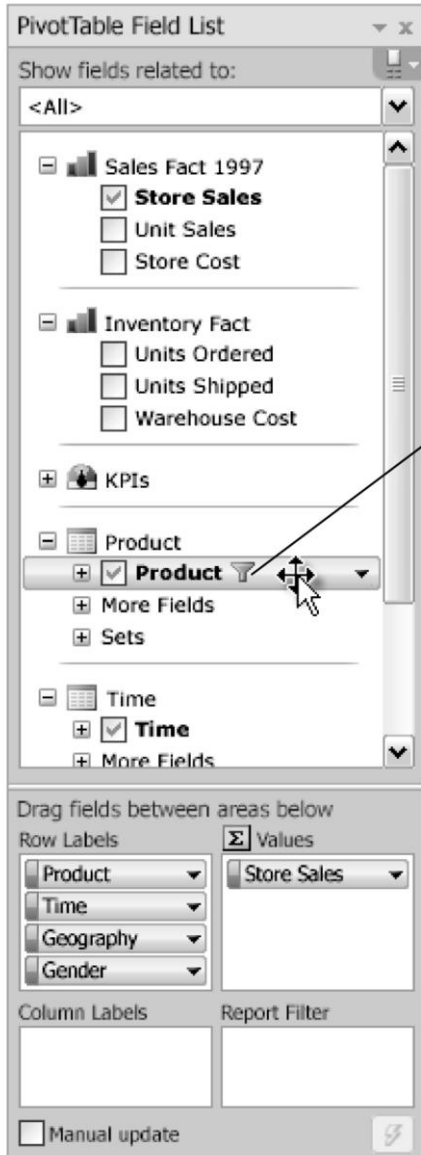 PivotTable Field List
Show fields related to:
<All>
Sales Fact 1997
Store Sales
Unit Sales
Store Cost
Inventory Fact
Units Ordered
Units Shipped
Warehouse Cost
KPIs
Product
Product
More Fields
Sets
Time
Time
More Fields
Drag fields between areas below
Row Labels
Σ Values
Product
Store Sales
Time
Geography
Gender
Column Labels
Report Filter
Manual update